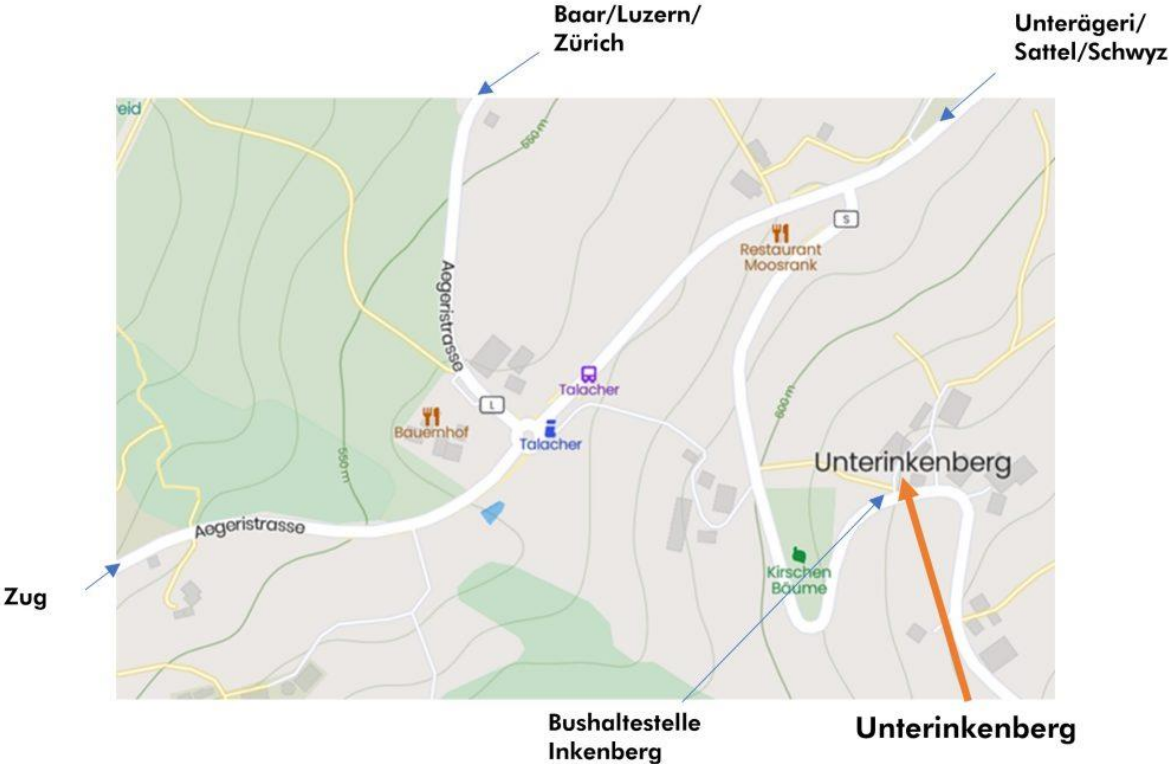 Baar/Luzern/
Zürich
Unterägeri/
Sattel/Schwyz
eid
550 m
S
Restaurant
Moosrank
Aegeristrasse
Talacher
L
Bauernhof
Talacher
600 m
550 m
Unterinkenberg
Aegeristrasse
Kirschen
Bäume
Zug
Bushaltestelle
Inkenberg
Unterinkenberg